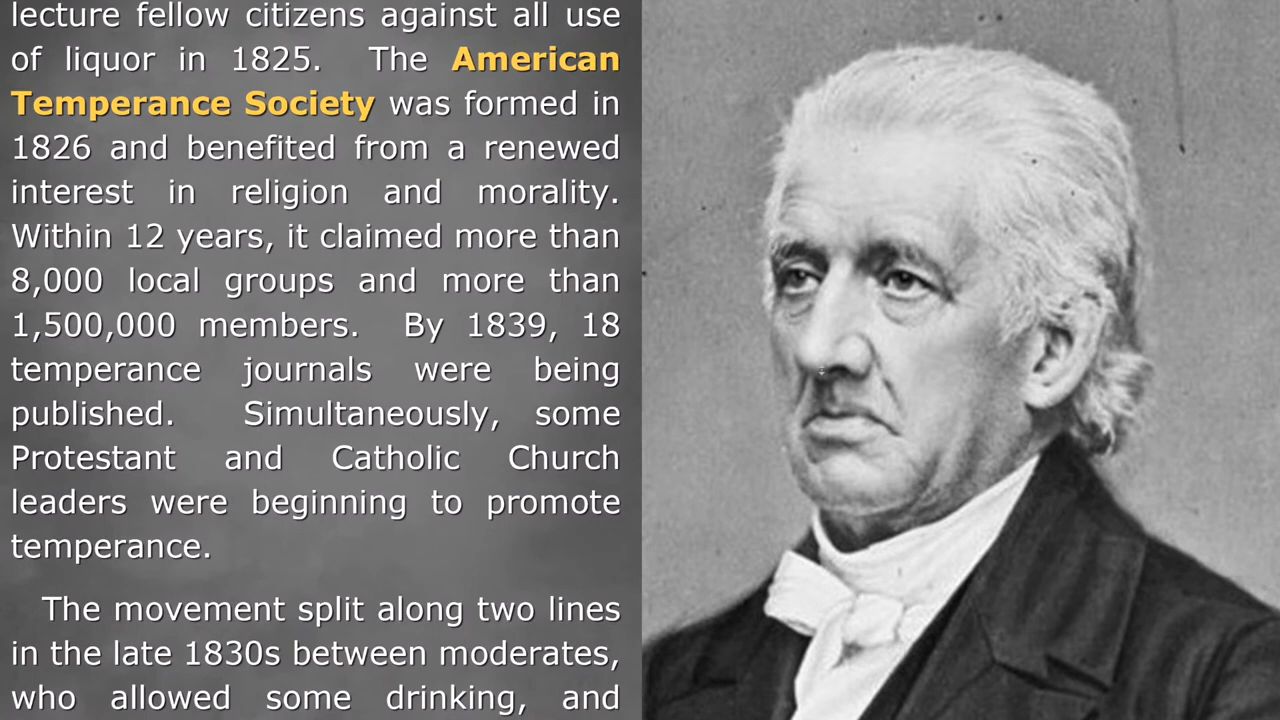 lecture fellow citizens against all use
of liquor in 1825. The American
Temperance Society was formed in
1826 and benefited from a renewed
interest in religion and morality.
Within 12 years, it claimed more than
8,000 local groups and more than
1,500,000 members. By 1839, 18
temperance journals were being
published. Simultaneously, some
Protestant and Catholic Church
leaders were beginning to promote
temperance.
The movement split along two lines
in the late 1830s between moderates,
who allowed some drinking, and